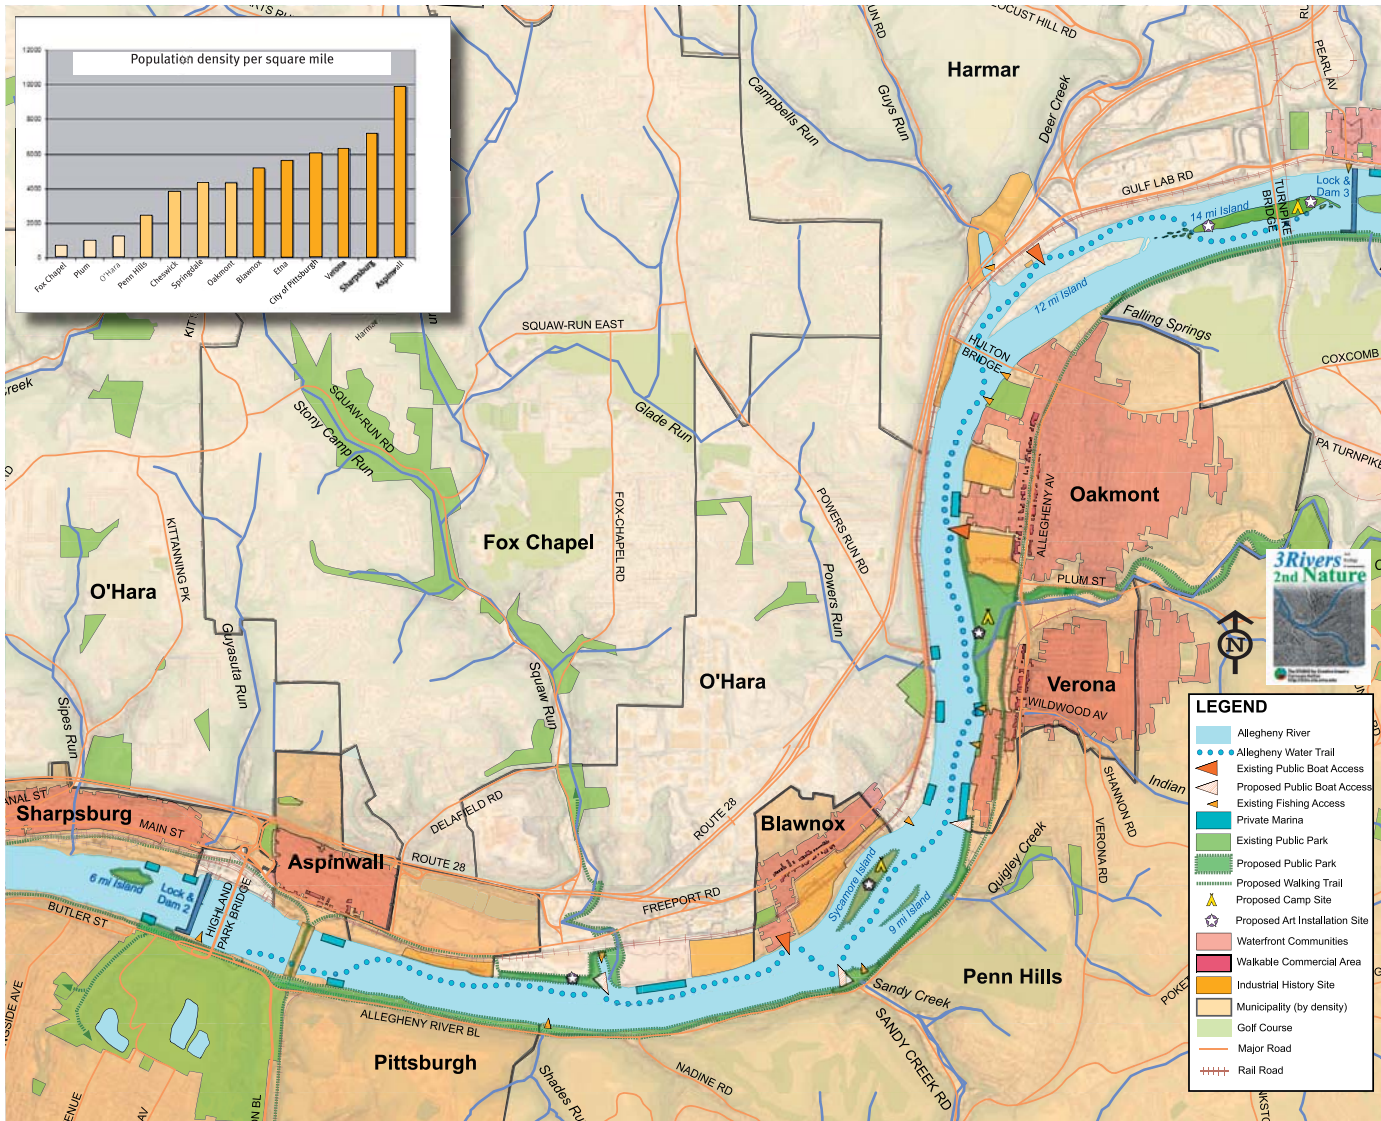 Population density per square mile
12000
10000
8000
6000
4000
2000
0
Fox Chapel
Plum
O'Hara
Penn Hills
Cheswick
Springdale
Oakmont
Blawnox
Etna
City of Pittsburgh
Verona
Sharpsburg
Aspinwall
LOCUST HILL RD
PEARL AV
Harmar
Campbells Run
Guys Run
Deer Creek
GULF LAB RD
14 mi Island
TURNPIKE
BRIDGE
Lock &
Dam 3
12 mi Island
Falling Springs
COXCOMB
HULTON
BRIDGE
PA TURNPIKE
SQUAW-RUN EAST
SQUAW-RUN RD
Stony Camp Run
Glade Run
FOX-CHAPEL RD
POWERS RUN RD
Powers Run
Oakmont
ALLEGHENY AV
PLUM ST
Fox Chapel
O'Hara
KITTANNING PK
Guyasuta Run
Sipes Run
Squaw Run
O'Hara
Verona
WILDWOOD AV
Indian
SHANNON RD
VERONA RD
Quigley Creek
3Rivers
2nd Nature
N
Sharpsburg
MAIN ST
Aspinwall
DELAFIELD RD
ROUTE 28
ROUTE 28
FREEPORT RD
Blawnox
Sycamore Island
9 mi Island
6 mi Island
Lock &
Dam 2
HIGHLAND
PARK BRIDGE
BUTLER ST
ALLEGHENY RIVER BL
Pittsburgh
Shades Ru
NADINE RD
SANDY CREEK RD
Sandy Creek
Penn Hills
LEGEND
Allegheny River
Allegheny Water Trail
Existing Public Boat Access
Proposed Public Boat Access
Existing Fishing Access
Private Marina
Existing Public Park
Proposed Public Park
Proposed Walking Trail
Proposed Camp Site
Proposed Art Installation Site
Waterfront Communities
Walkable Commercial Area
Industrial History Site
Municipality (by density)
Golf Course
Major Road
Rail Road